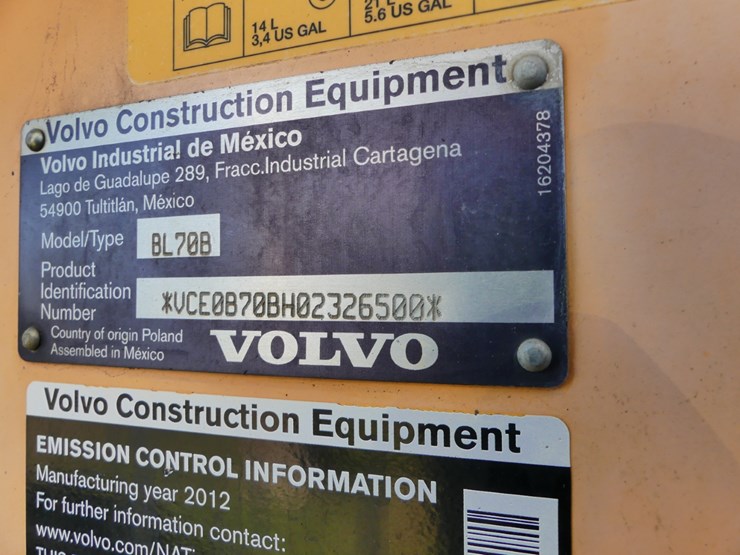 14 L
3,4 US GAL
21 L
5.6 US GAL
Volvo Construction Equipment
Volvo Industrial de México
Lago de Guadalupe 289, Fracc.Industrial Cartagena
54900 Tultitlán, México
16204378
Model/Type BL70B
Product
Identification
Number *VCE0B70BH02326500*
Country of origin Poland
Assembled in México
VOLVO
Volvo Construction Equipment
EMISSION CONTROL INFORMATION
Manufacturing year 2012
For further information contact:
www.volvo.com/NAT